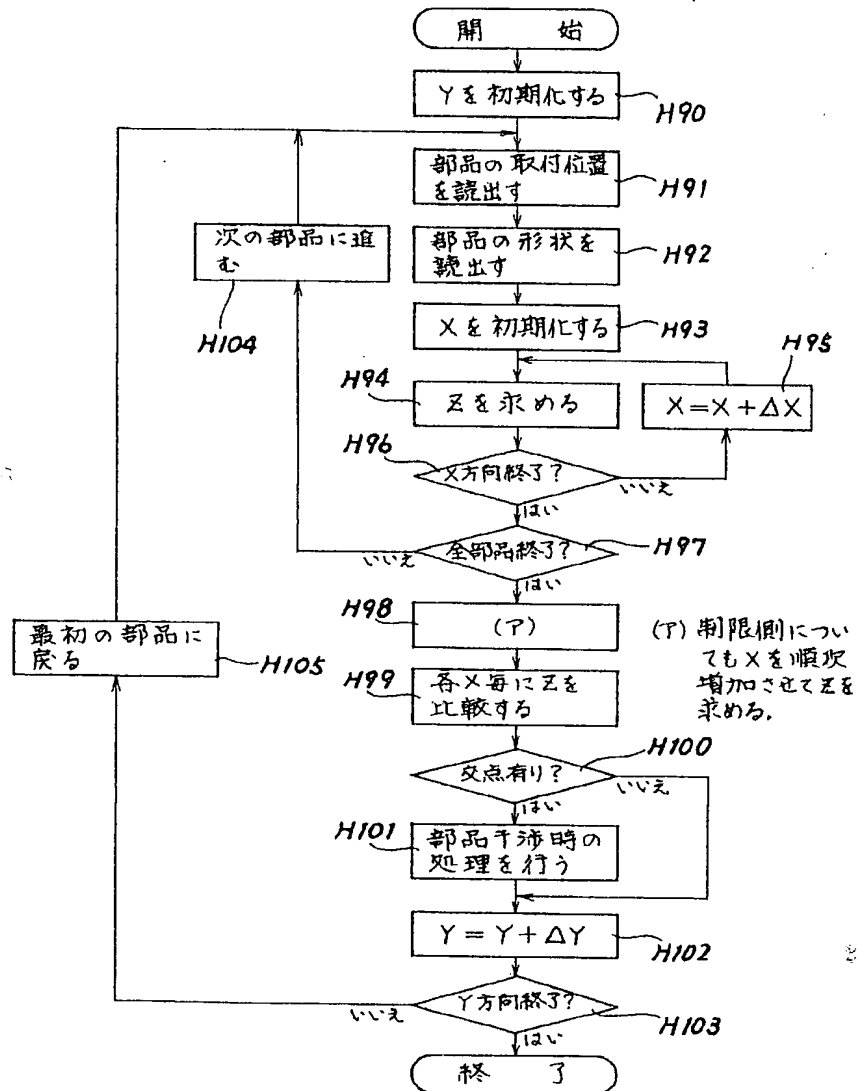 開 始
Yを初期化する
H90
部品の取付位置
を読出す
H91
次の部品に進
む
H104
部品の形状を
読出す
H92
Xを初期化する
H93
H95
X=X+ΔX
H94
Zを求める
H96
X方向終了?
いいえ
はい
全部品終了?
H97
いいえ
はい
H98
(ア)
(ア) 制限側につい
てもXを順次
増加させてZを
求める.
最初の部品に
戻る
H105
H99
各X毎にZを
比較する
H100
交点有り?
いいえ
はい
H101
部品干渉時の
処理を行う
Y=Y+ΔY
H102
Y方向終了?
いいえ
H103
はい
終 了